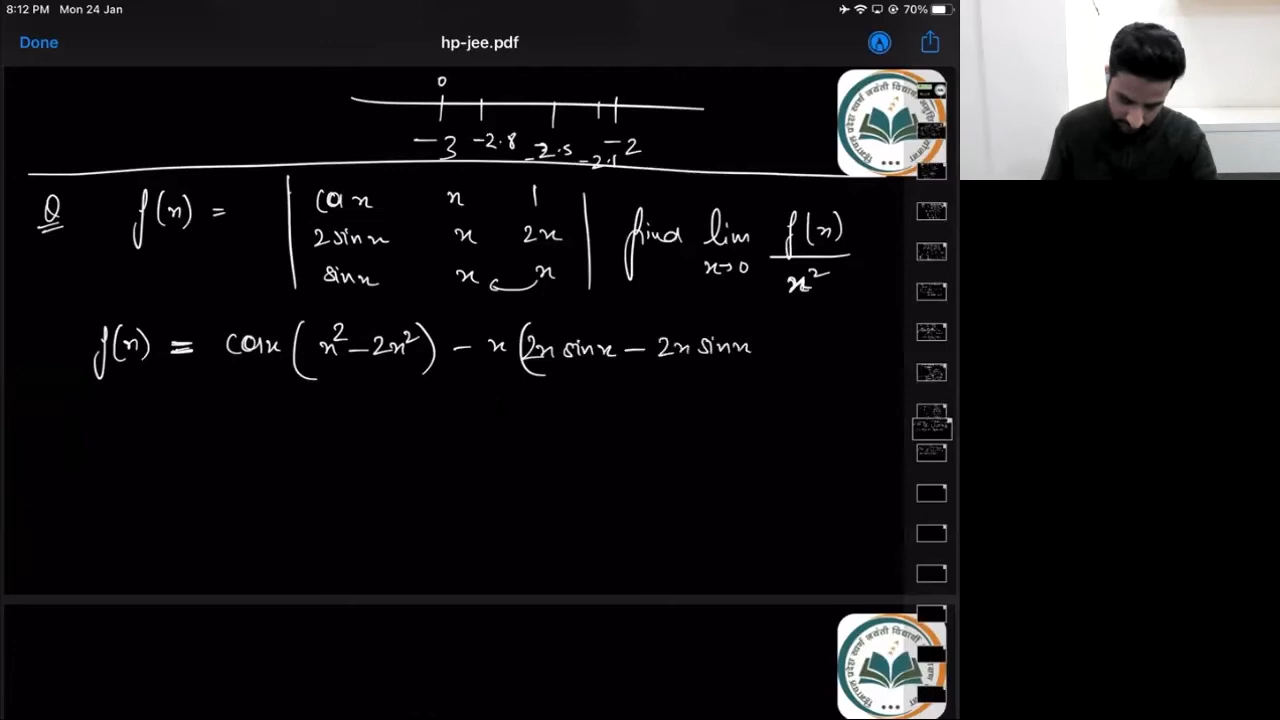 8:12 PM Mon 24 Jan
70%
Done
hp-jee.pdf
0
-3 -2.8 -2.5 -2.1 -2
Q f(x) = | cos x x 1 | find lim x→0 f(x)/x²
| 2 sin x x 2x |
| sin x x x |
f(x) = cos x (x² - 2x²) - x (2x sin x - 2x sin x